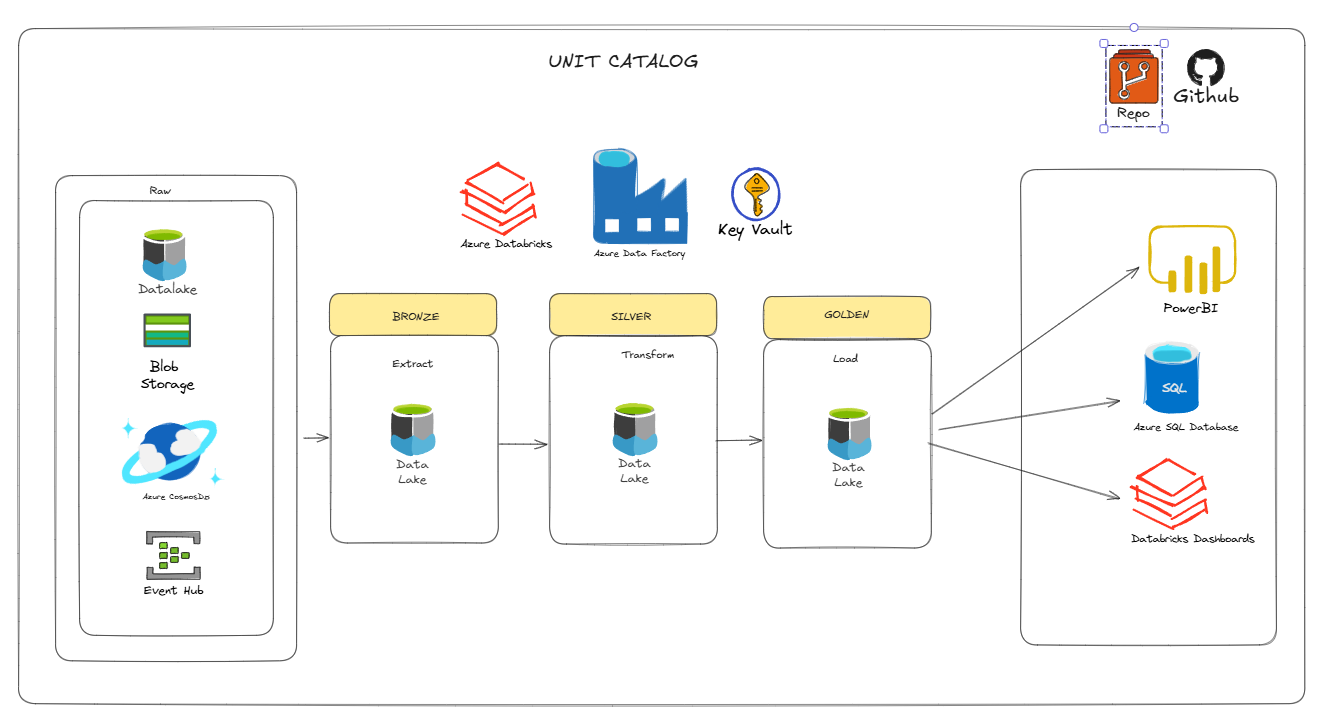 UNIT CATALOG
Repo
Github
Raw
Datalake
Blob
Storage
Azure CosmosDB
Event Hub
Azure Databricks
Azure Data Factory
Key Vault
BRONZE
Extract
Data
Lake
SILVER
Transform
Data
Lake
GOLDEN
Load
Data
Lake
PowerBI
SQL
Azure SQL Database
Databricks Dashboards